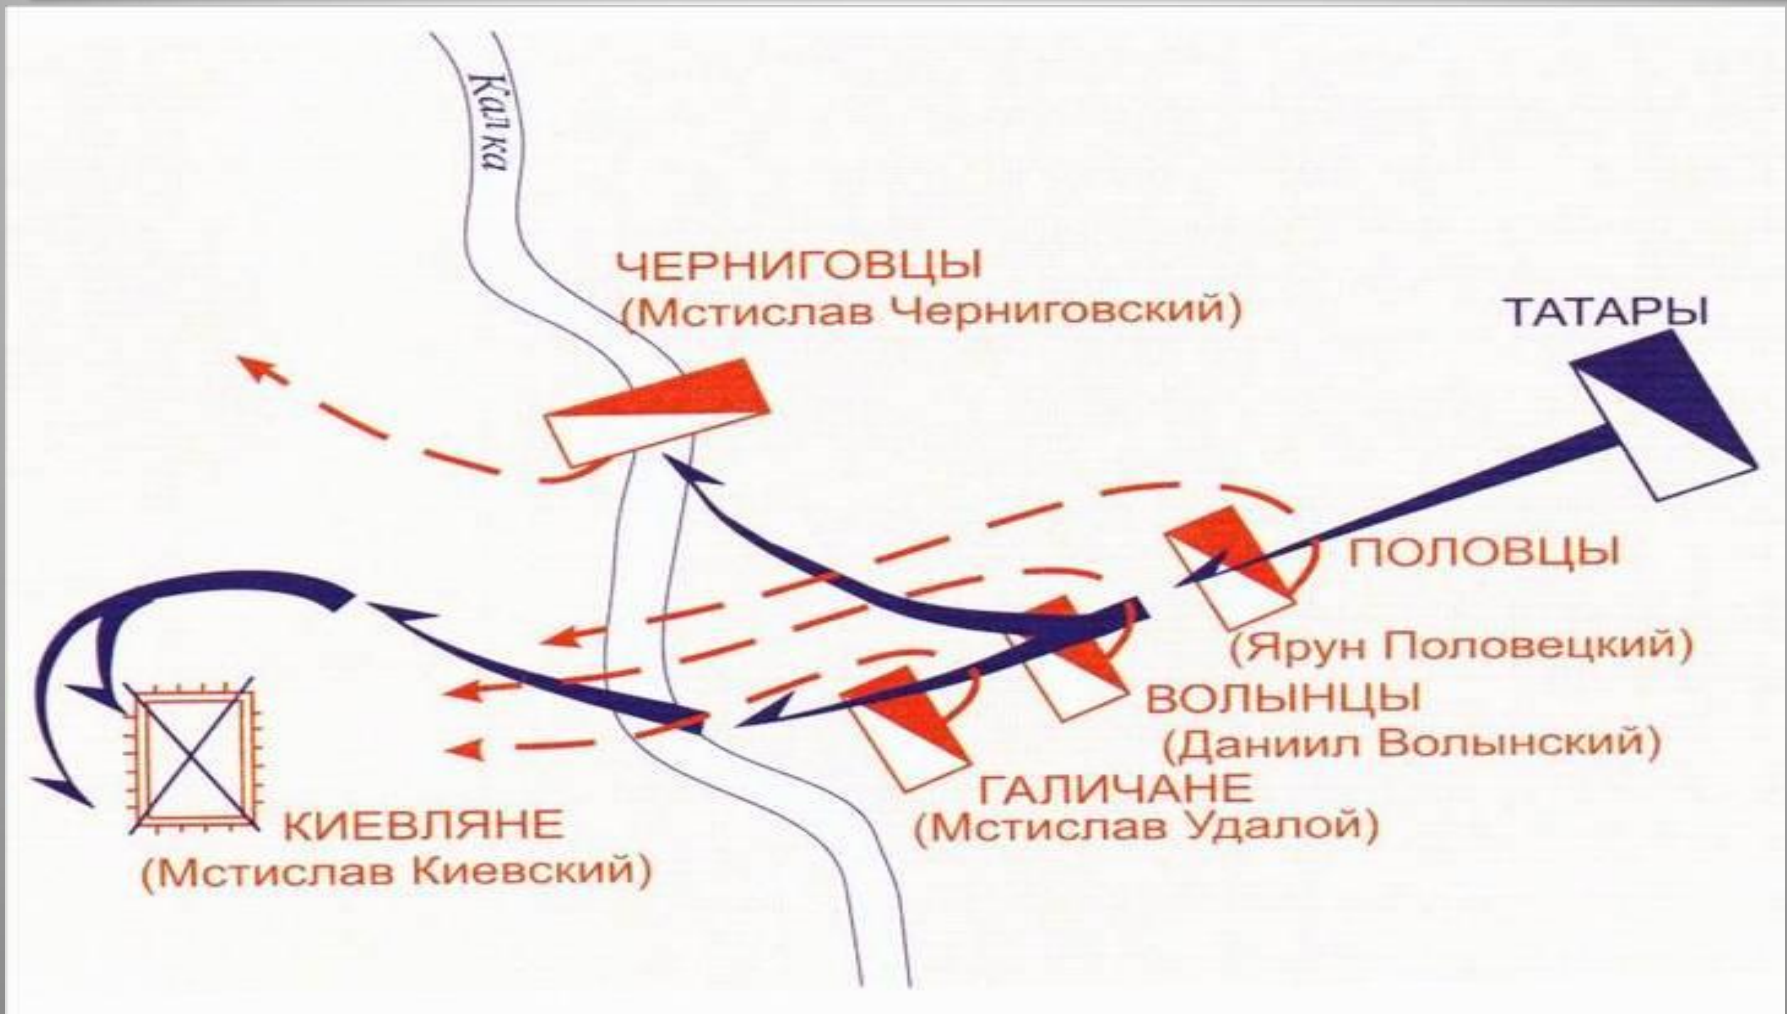 Калка
ЧЕРНИГОВЦЫ
(Мстислав Черниговский)
ТАТАРЫ
ПОЛОВЦЫ
(Ярун Половецкий)
ВОЛЫНЦЫ
(Даниил Волынский)
ГАЛИЧАНЕ
(Мстислав Удалой)
КИЕВЛЯНЕ
(Мстислав Киевский)